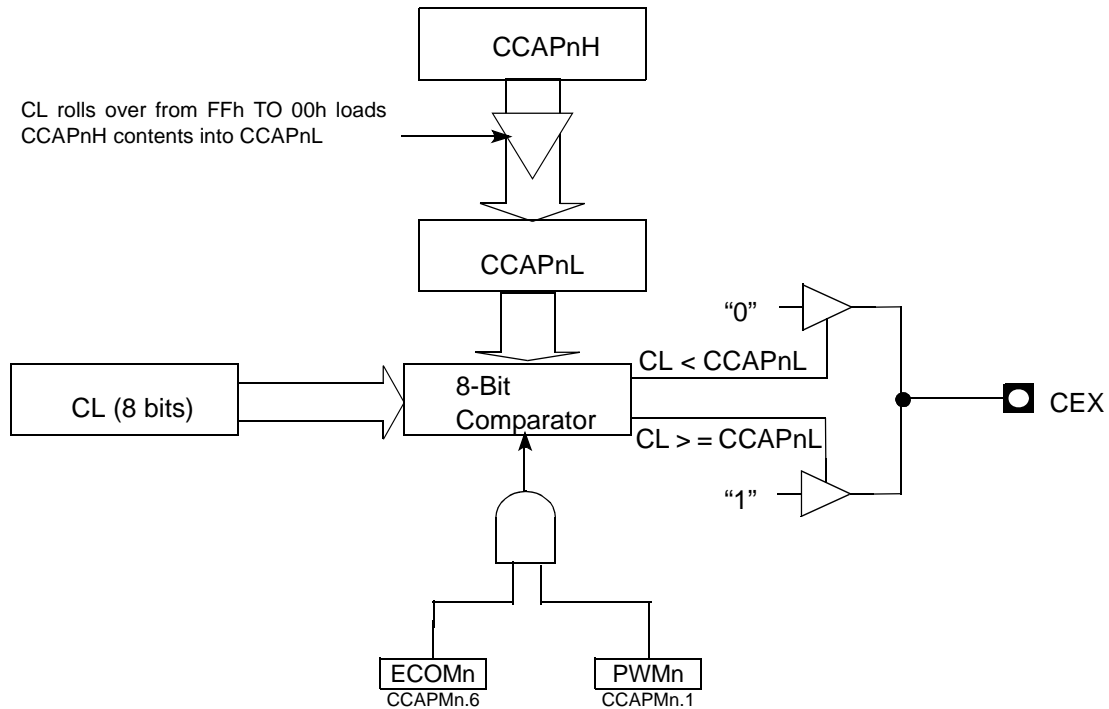 CCAPnH
CL rolls over from FFh TO 00h loads
CCAPnH contents into CCAPnL
CCAPnL
“0”
CL < CCAPnL
CL (8 bits)
8-Bit
Comparator
CEX
CL > = CCAPnL
“1”
ECOMn
PWMn
CCAPMn.6
CCAPMn.1